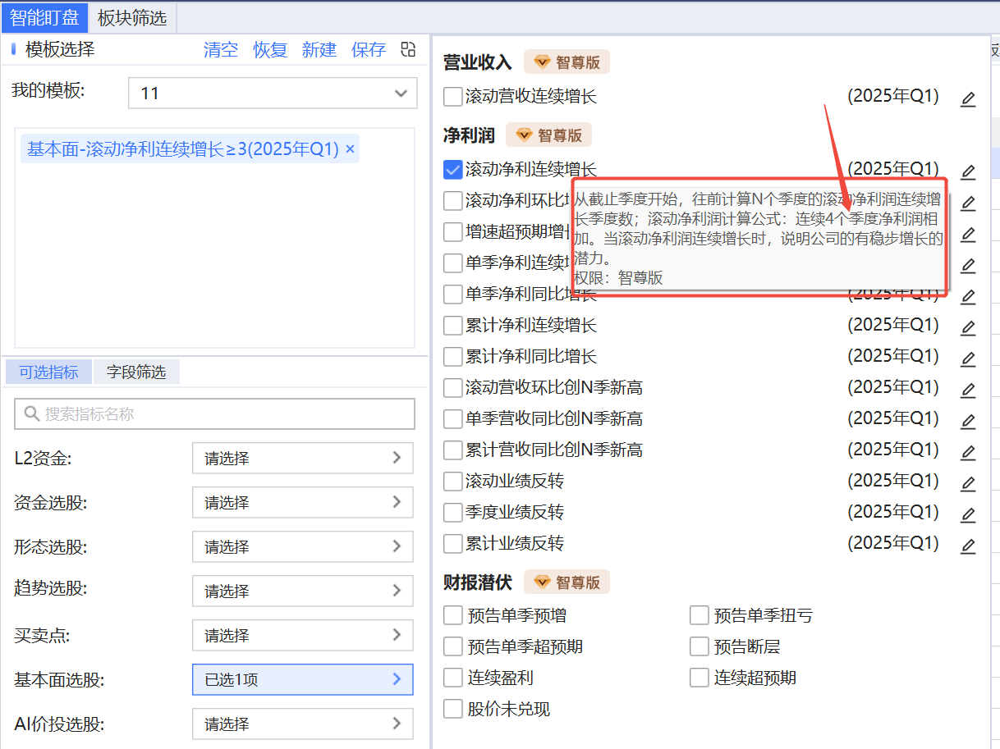 智能盯盘 板块筛选
模板选择 清空 恢复 新建 保存
我的模板: 11
基本面-滚动净利连续增长≥3(2025年Q1) ×
可选指标 字段筛选
搜索指标名称
L2资金: 请选择
资金选股: 请选择
形态选股: 请选择
趋势选股: 请选择
买卖点: 请选择
基本面选股: 已选1项
AI价投选股: 请选择
营业收入 智尊版
滚动营收连续增长 (2025年Q1)
净利润 智尊版
滚动净利连续增长 (2025年Q1)
滚动净利环比
增速超预期增
单季净利连续
单季净利同比增长 (2025年Q1)
从截止季度开始，往前计算N个季度的滚动净利润连续增
长季度数；滚动净利润计算公式：连续4个季度净利润相
加。当滚动净利润连续增长时，说明公司的有稳步增长的
潜力。
权限：智尊版
累计净利连续增长 (2025年Q1)
累计净利同比增长 (2025年Q1)
滚动营收环比创N季新高 (2025年Q1)
单季营收同比创N季新高 (2025年Q1)
累计营收同比创N季新高 (2025年Q1)
滚动业绩反转 (2025年Q1)
季度业绩反转 (2025年Q1)
累计业绩反转 (2025年Q1)
财报潜伏 智尊版
预告单季预增 预告单季扭亏
预告单季超预期 预告断层
连续盈利 连续超预期
股价未兑现